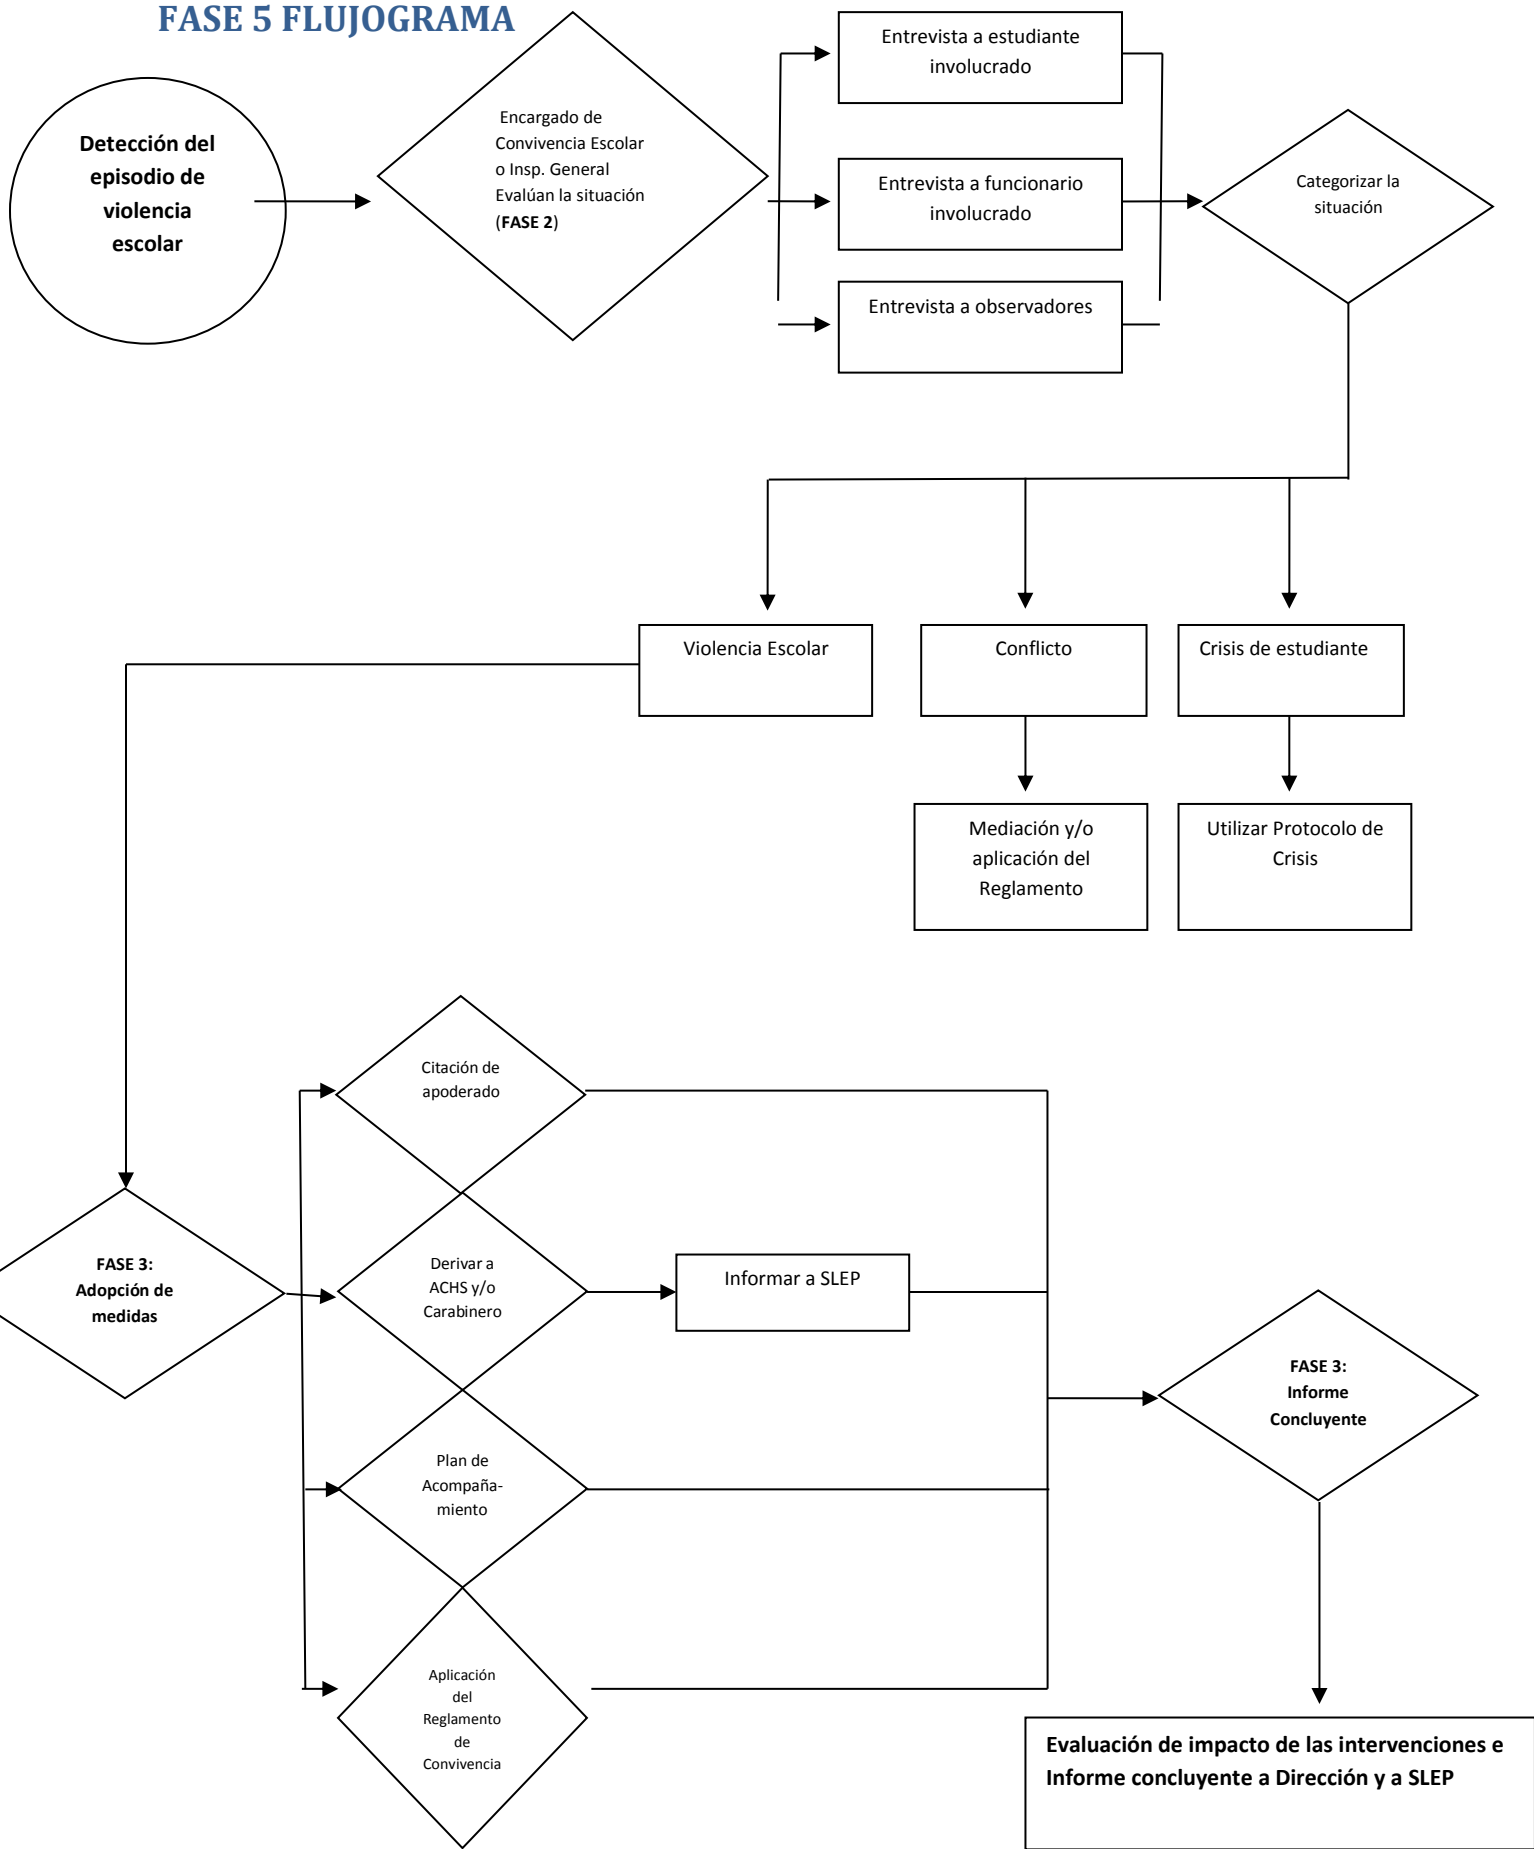 FASE 5 FLUJOGRAMA
Detección del
episodio de
violencia
escolar
Encargado de
Convivencia Escolar
o Insp. General
Evalúan la situación
(FASE 2)
Entrevista a estudiante
involucrado
Entrevista a funcionario
involucrado
Entrevista a observadores
Categorizar la
situación
Violencia Escolar
Conflicto
Crisis de estudiante
Mediación y/o
aplicación del
Reglamento
Utilizar Protocolo de
Crisis
FASE 3:
Adopción de
medidas
Citación de
apoderado
Derivar a
ACHS y/o
Carabinero
Informar a SLEP
Plan de
Acompaña-
miento
Aplicación
del
Reglamento
de
Convivencia
FASE 3:
Informe
Concluyente
Evaluación de impacto de las intervenciones e
Informe concluyente a Dirección y a SLEP